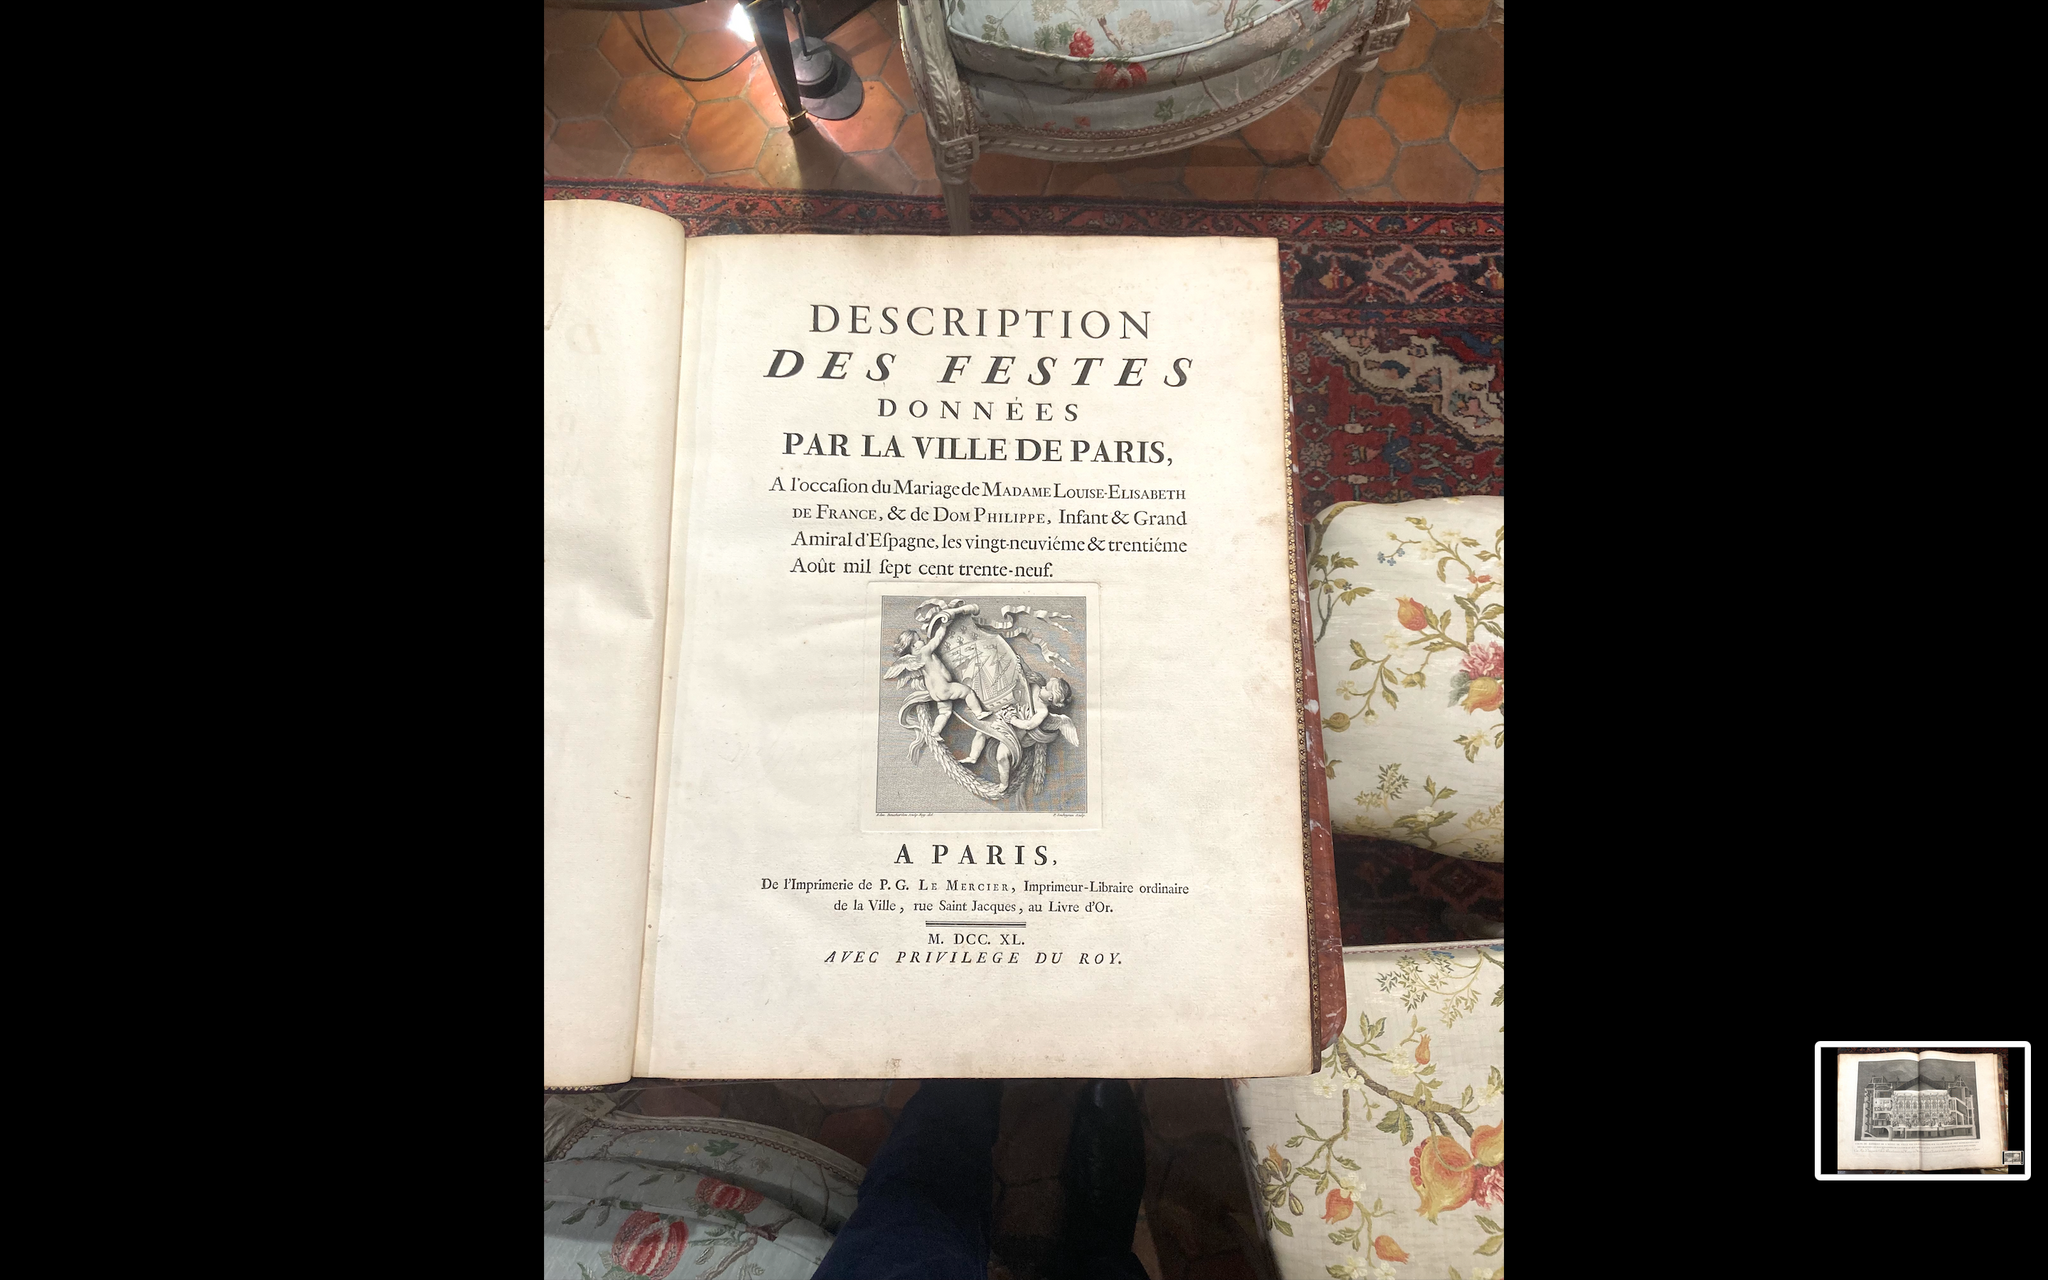 DESCRIPTION
DES FESTES
DONNÉES
PAR LA VILLE DE PARIS,
A l'occaſion du Mariage de MADAME LOUISE-ELISABETH
DE FRANCE, & de DOM PHILIPPE, Infant & Grand
Amiral d'Eſpagne, les vingt-neuviéme & trentiéme
Août mil ſept cent trente-neuf.
A PARIS,
De l'Imprimerie de P. G. LE MERCIER, Imprimeur-Libraire ordinaire
de la Ville, rue Saint Jacques, au Livre d'Or.
M. DCC. XL.
AVEC PRIVILEGE DU ROY.